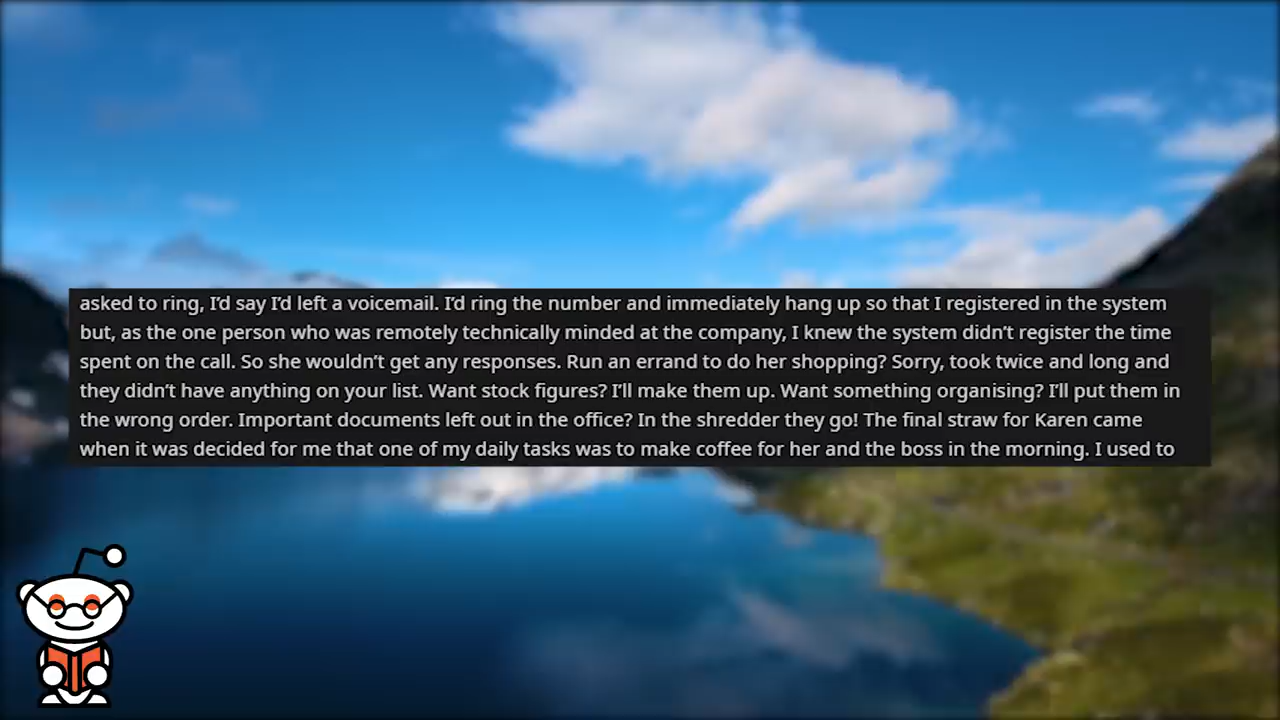 asked to ring, I’d say I’d left a voicemail. I’d ring the number and immediately hang up so that I registered in the system
but, as the one person who was remotely technically minded at the company, I knew the system didn’t register the time
spent on the call. So she wouldn’t get any responses. Run an errand to do her shopping? Sorry, took twice and long and
they didn’t have anything on your list. Want stock figures? I’ll make them up. Want something organising? I’ll put them in
the wrong order. Important documents left out in the office? In the shredder they go! The final straw for Karen came
when it was decided for me that one of my daily tasks was to make coffee for her and the boss in the morning. I used to